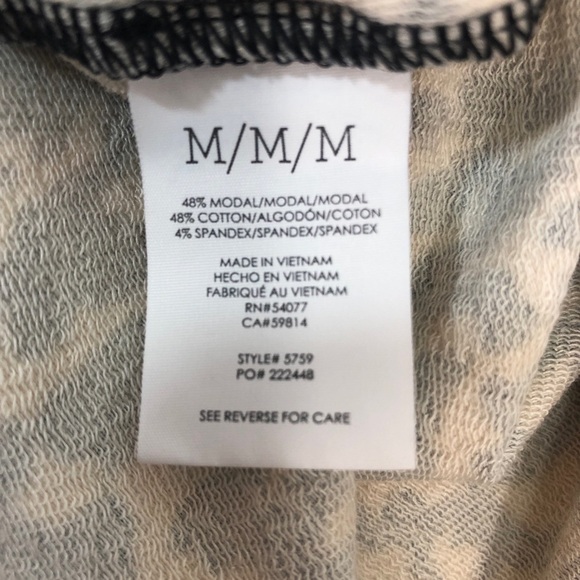 M/M/M
48% MODAL/MODAL/MODAL
48% COTTON/ALGODÓN/COTON
4% SPANDEX/SPANDEX/SPANDEX
MADE IN VIETNAM
HECHO EN VIETNAM
FABRIQUÉ AU VIETNAM
RN#54077
CA#59814
STYLE# 5759
PO# 222448
SEE REVERSE FOR CARE